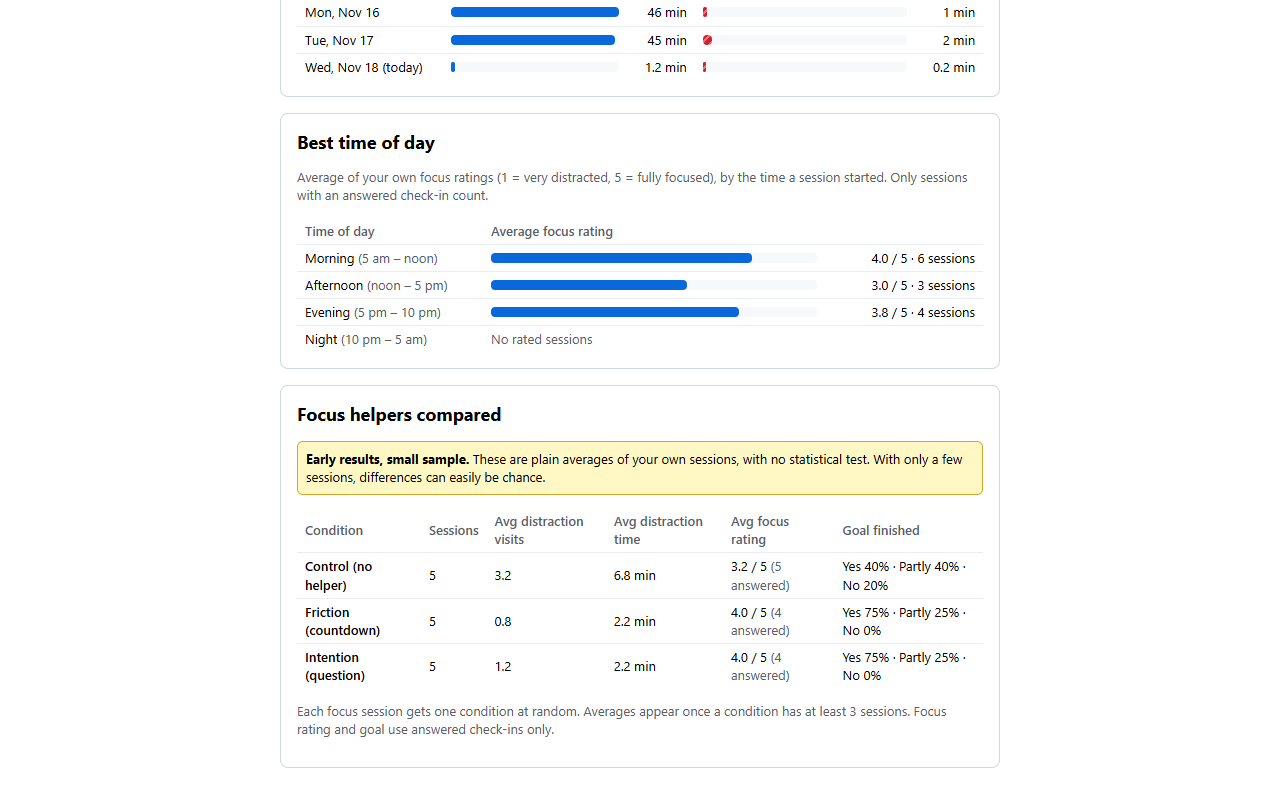 Mon, Nov 16 46 min 1 min
Tue, Nov 17 45 min 2 min
Wed, Nov 18 (today) 1.2 min 0.2 min
Best time of day
Average of your own focus ratings (1 = very distracted, 5 = fully focused), by the time a session started. Only sessions
with an answered check-in count.
Time of day Average focus rating
Morning (5 am – noon) 4.0 / 5 · 6 sessions
Afternoon (noon – 5 pm) 3.0 / 5 · 3 sessions
Evening (5 pm – 10 pm) 3.8 / 5 · 4 sessions
Night (10 pm – 5 am) No rated sessions
Focus helpers compared
Early results, small sample. These are plain averages of your own sessions, with no statistical test. With only a few
sessions, differences can easily be chance.
Condition Sessions Avg distraction visits Avg distraction time Avg focus rating Goal finished
Control (no helper) 5 3.2 6.8 min 3.2 / 5 (5 answered) Yes 40% · Partly 40% · No 20%
Friction (countdown) 5 0.8 2.2 min 4.0 / 5 (4 answered) Yes 75% · Partly 25% · No 0%
Intention (question) 5 1.2 2.2 min 4.0 / 5 (4 answered) Yes 75% · Partly 25% · No 0%
Each focus session gets one condition at random. Averages appear once a condition has at least 3 sessions. Focus
rating and goal use answered check-ins only.